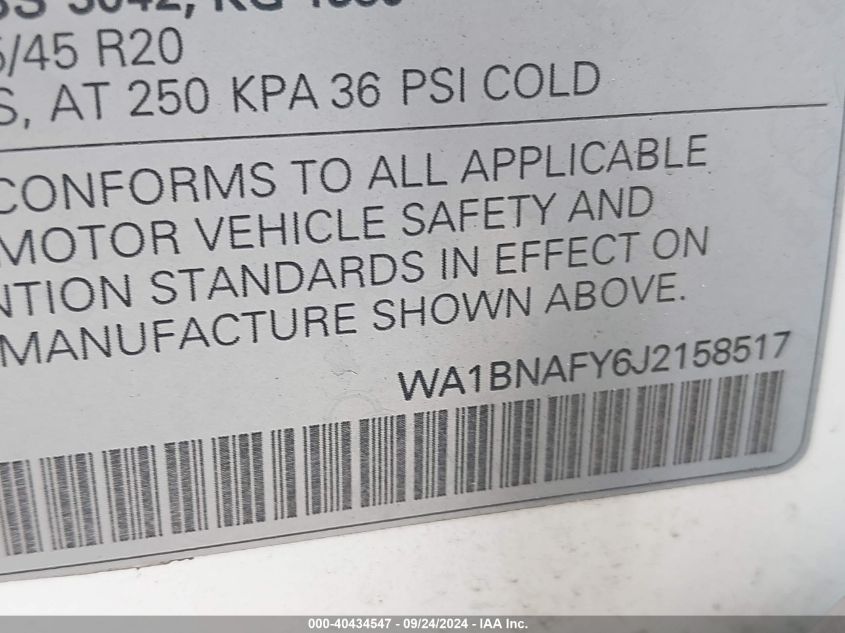 5/45 R20
S, AT 250 KPA 36 PSI COLD
CONFORMS TO ALL APPLICABLE
MOTOR VEHICLE SAFETY AND
NTION STANDARDS IN EFFECT ON
MANUFACTURE SHOWN ABOVE.
WA1BNAFY6J2158517
000-40434547 - 09/24/2024 - IAA Inc.